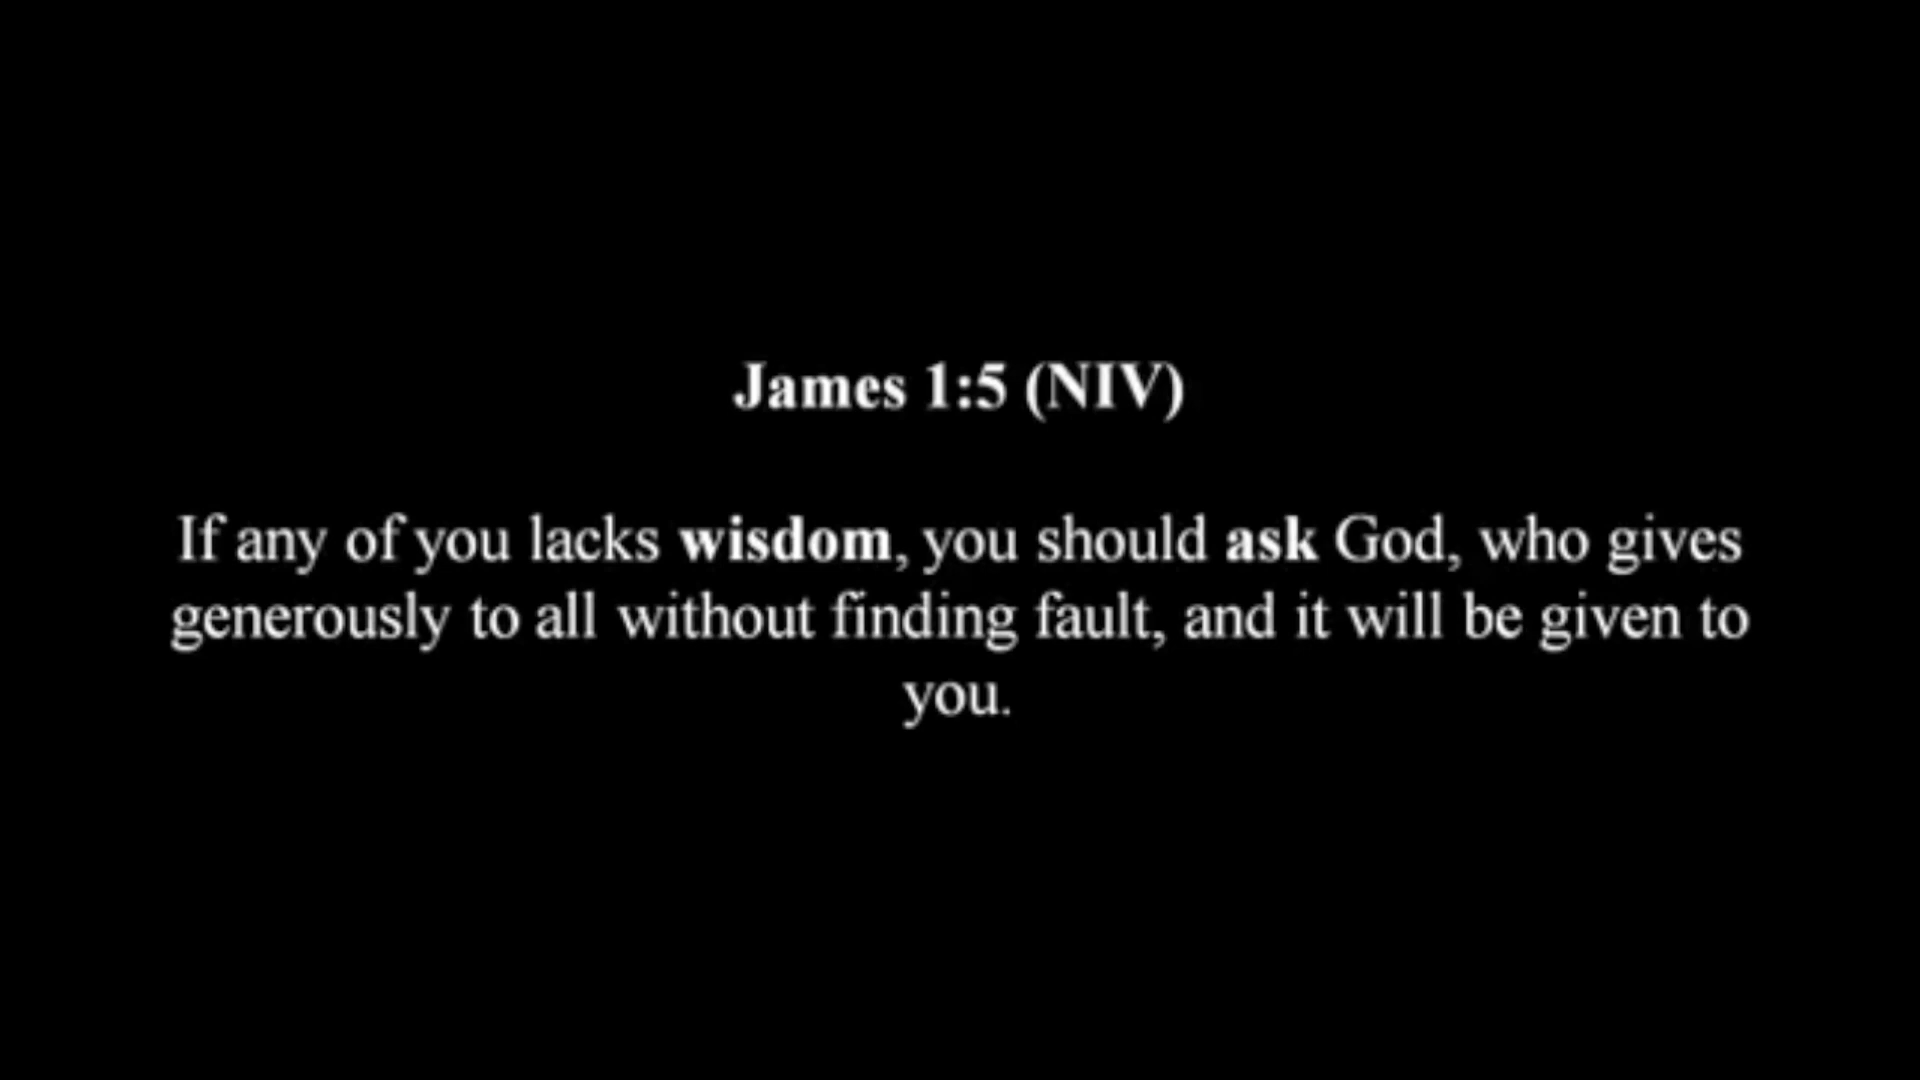 James 1:5 (NIV)
If any of you lacks wisdom, you should ask God, who gives
generously to all without finding fault, and it will be given to
you.